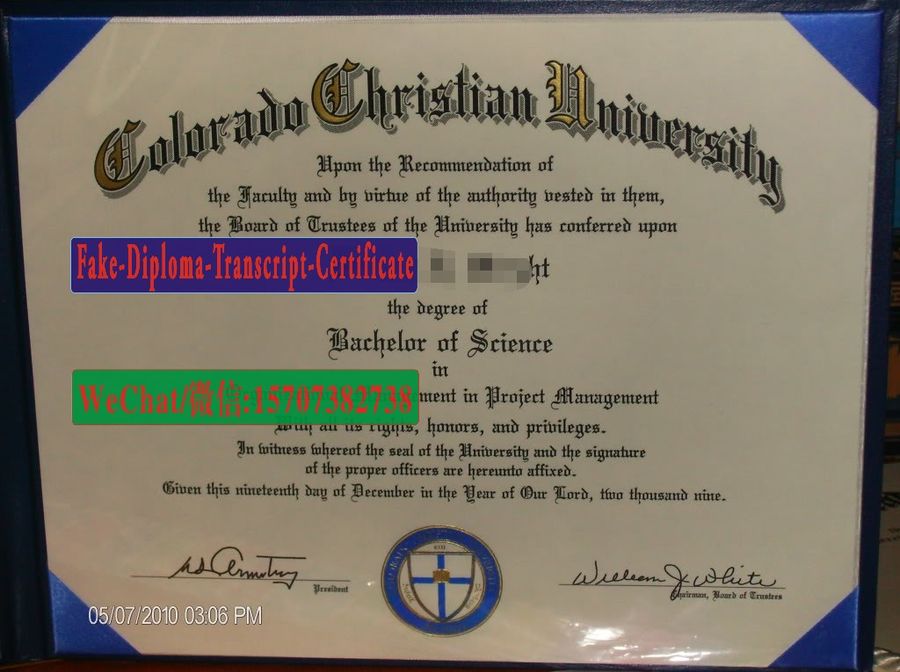 Colorado Christian University
Upon the Recommendation of
the Faculty and by virtue of the authority vested in them,
the Board of Trustees of the University has conferred upon
Fake-Diploma-Transcript-Certificate
the degree of
Bachelor of Science
in
WeChat/微信:15707382738
in Project Management
With all its rights, honors, and privileges.
In witness whereof the seal of the University and the signature
of the proper officers are hereunto affixed.
Given this nineteenth day of December in the Year of Our Lord, two thousand nine.
President
William J. White
Chairman, Board of Trustees
05/07/2010 03:06 PM